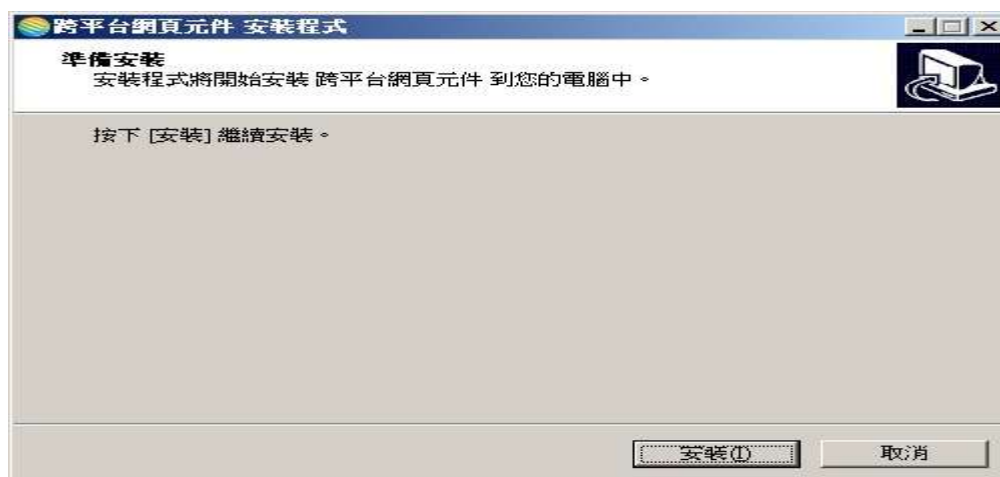 跨平台網頁元件 安裝程式
準備安裝
安裝程式將開始安裝 跨平台網頁元件 到您的電腦中。
按下 [安裝] 繼續安裝。
安裝(I) 取消